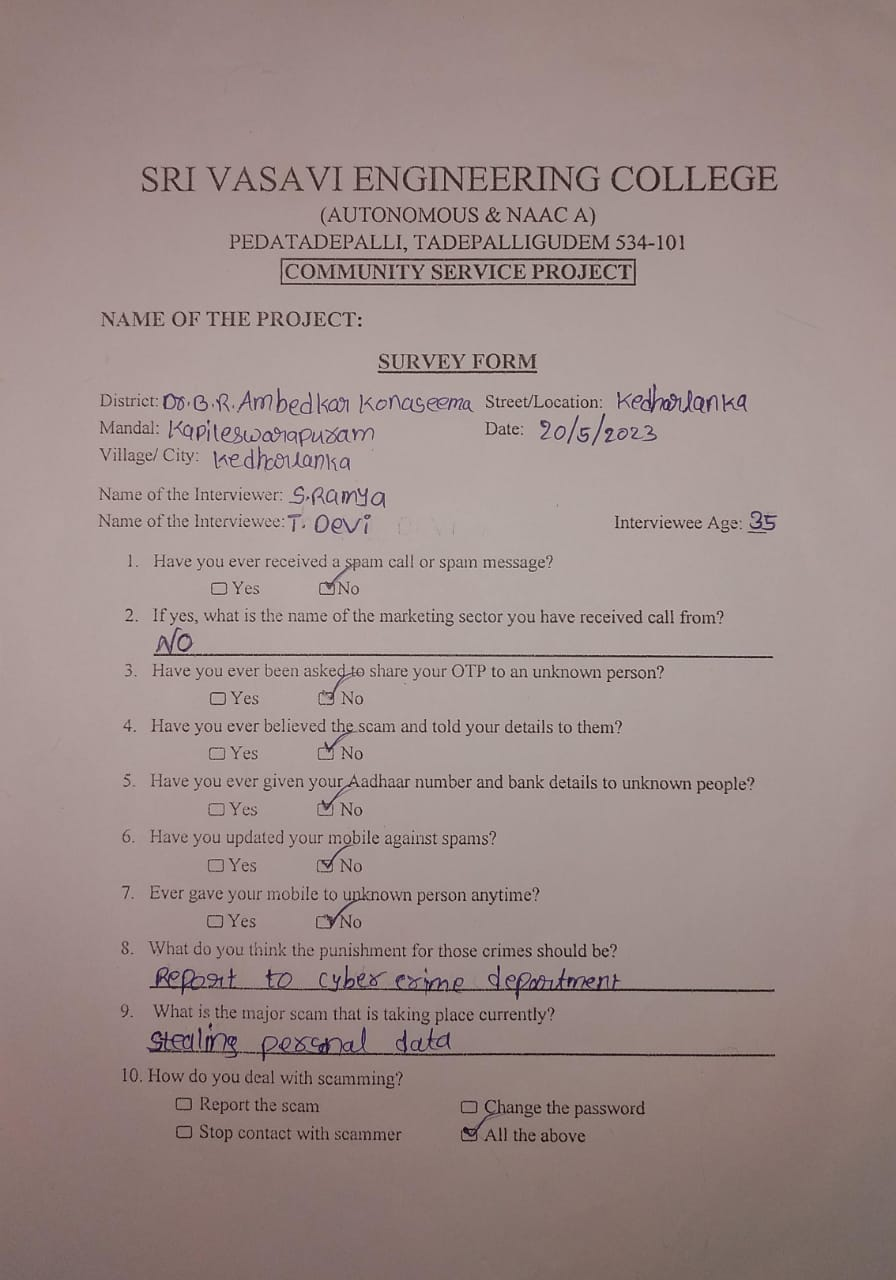 SRI VASAVI ENGINEERING COLLEGE
(AUTONOMOUS & NAAC A)
PEDATADEPALLI, TADEPALLIGUDEM 534-101
COMMUNITY SERVICE PROJECT
NAME OF THE PROJECT:
SURVEY FORM
District: Dr.B.R.Ambedkar Konaseema Street/Location: Kedharlanka
Mandal: Kapileswarapuram Date: 20/5/2023
Village/ City: Kedharlanka
Name of the Interviewer: S.Ramya
Name of the Interviewee: T. Devi Interviewee Age: 35
1. Have you ever received a spam call or spam message?
☐ Yes ☑ No
2. If yes, what is the name of the marketing sector you have received call from?
NO
3. Have you ever been asked to share your OTP to an unknown person?
☐ Yes ☑ No
4. Have you ever believed the scam and told your details to them?
☐ Yes ☑ No
5. Have you ever given your Aadhaar number and bank details to unknown people?
☐ Yes ☑ No
6. Have you updated your mobile against spams?
☐ Yes ☑ No
7. Ever gave your mobile to unknown person anytime?
☐ Yes ☑ No
8. What do you think the punishment for those crimes should be?
Report to cyber crime department
9. What is the major scam that is taking place currently?
Stealing personal data
10. How do you deal with scamming?
☐ Report the scam ☐ Change the password
☐ Stop contact with scammer ☑ All the above